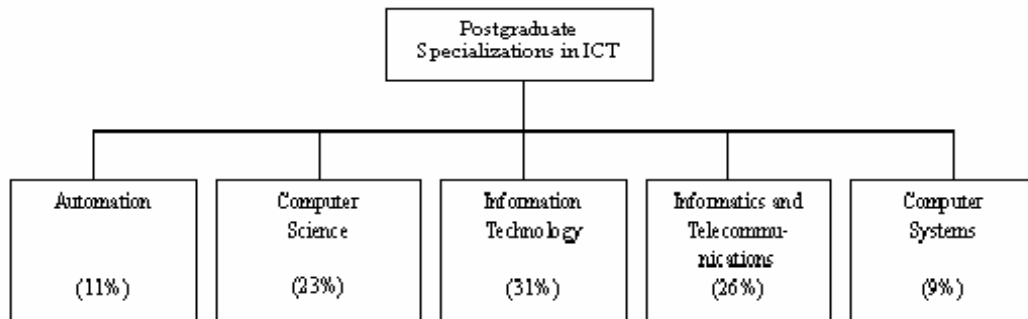 Postgraduate
Specializations in ICT
Automation
(11%)
Computer
Science
(23%)
Information
Technology
(31%)
Informatics and
Telecommu-
nications
(26%)
Computer
Systems
(9%)